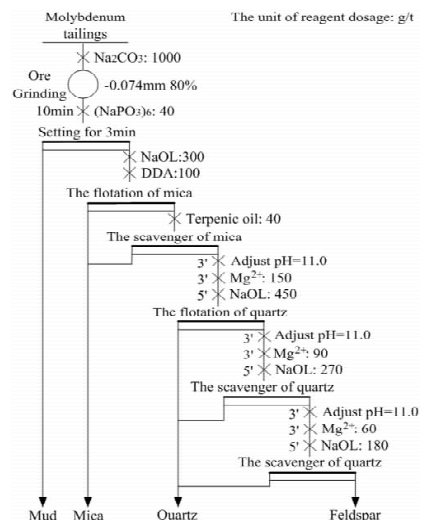 Molybdenum
tailings
The unit of reagent dosage: g/t
Na2CO3: 1000
Ore
Grinding
-0.074mm 80%
10min
(NaPO3)6: 40
Setting for 3min
NaOL:300
DDA:100
The flotation of mica
Terpenic oil: 40
The scavenger of mica
3' Adjust pH=11.0
3' Mg2+: 150
5' NaOL: 450
The flotation of quartz
3' Adjust pH=11.0
3' Mg2+: 90
5' NaOL: 270
The scavenger of quartz
3' Adjust pH=11.0
3' Mg2+: 60
5' NaOL: 180
The scavenger of quartz
Mud Mica Quartz Feldspar